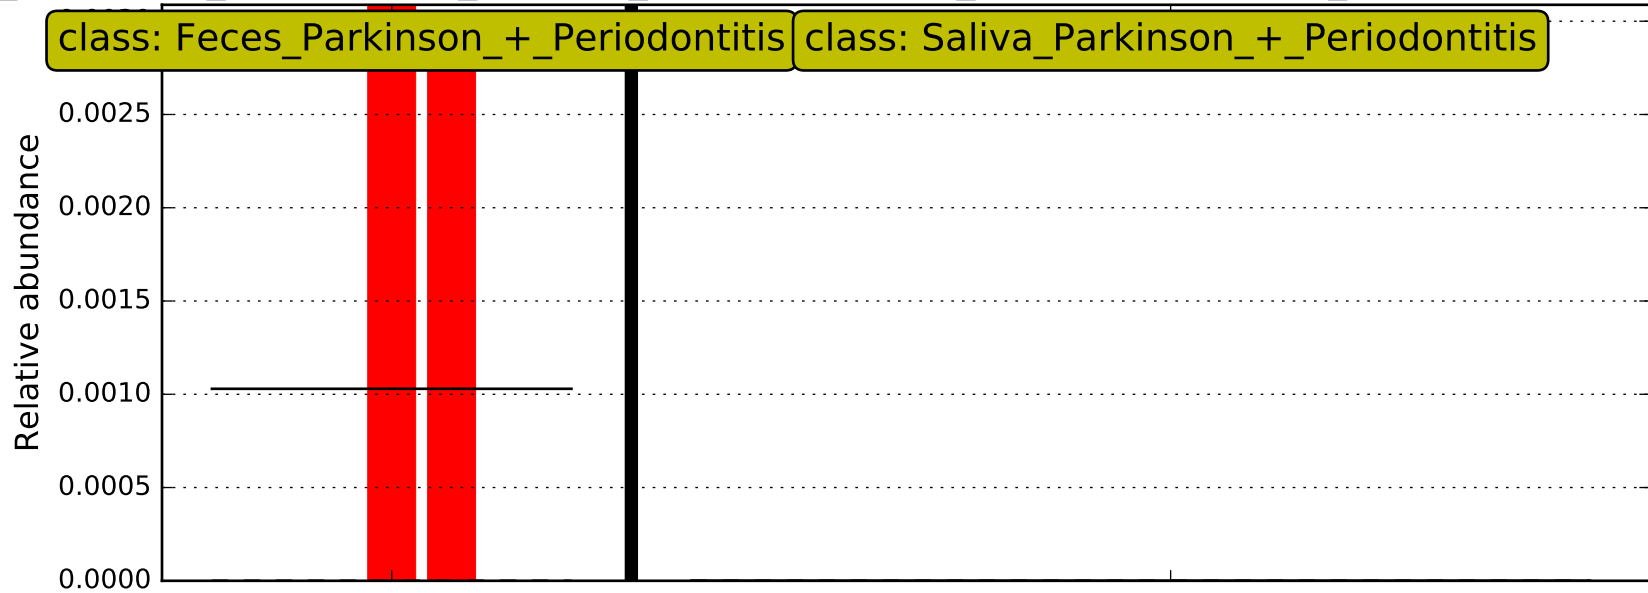 class: Feces_Parkinson_+_Periodontitis
class: Saliva_Parkinson_+_Periodontitis
0.0025
0.0020
0.0015
0.0010
0.0005
0.0000
Relative abundance